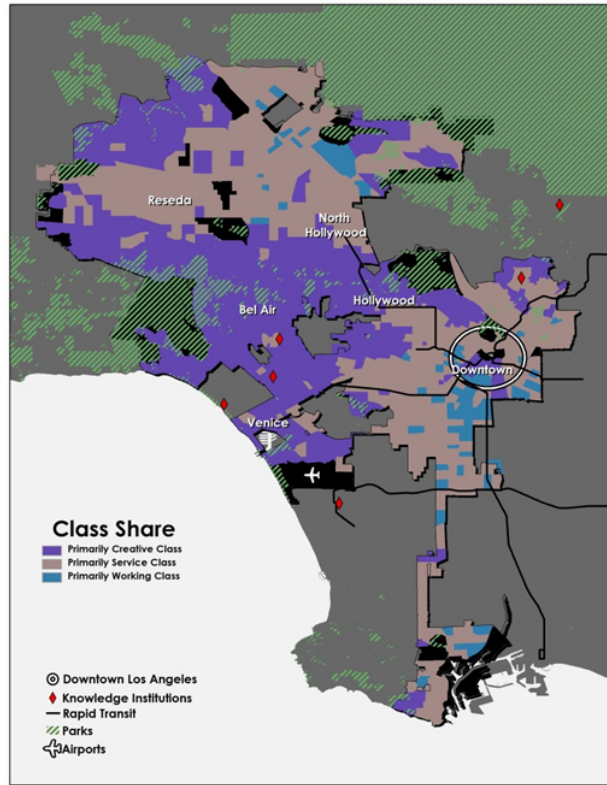 Reseda
North
Hollywood
Bel Air
Hollywood
Downtown
Venice
Class Share
Primarily Creative Class
Primarily Service Class
Primarily Working Class
Downtown Los Angeles
Knowledge Institutions
Rapid Transit
Parks
Airports